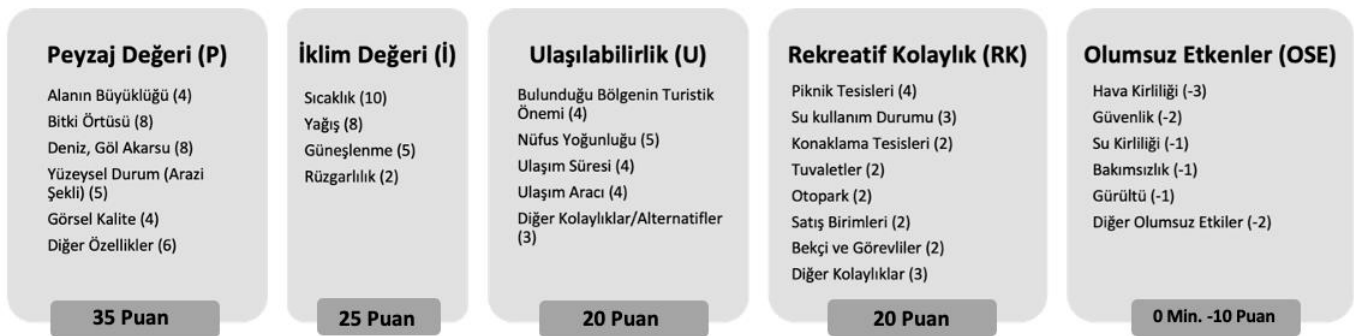 Peyzaj Değeri (P)
Alanın Büyüklüğü (4)
Bitki Örtüsü (8)
Deniz, Göl Akarsu (8)
Yüzeysel Durum (Arazi
Şekli) (5)
Görsel Kalite (4)
Diğer Özellikler (6)
35 Puan
İklim Değeri (İ)
Sıcaklık (10)
Yağış (8)
Güneşlenme (5)
Rüzgarlılık (2)
25 Puan
Ulaşılabilirlik (U)
Bulunduğu Bölgenin Turistik
Önemi (4)
Nüfus Yoğunluğu (5)
Ulaşım Süresi (4)
Ulaşım Aracı (4)
Diğer Kolaylıklar/Alternatifler
(3)
20 Puan
Rekreatif Kolaylık (RK)
Piknik Tesisleri (4)
Su kullanım Durumu (3)
Konaklama Tesisleri (2)
Tuvaletler (2)
Otopark (2)
Satış Birimleri (2)
Bekçi ve Görevliler (2)
Diğer Kolaylıklar (3)
20 Puan
Olumsuz Etkenler (OSE)
Hava Kirliliği (-3)
Güvenlik (-2)
Su Kirliliği (-1)
Bakımsızlık (-1)
Gürültü (-1)
Diğer Olumsuz Etkiler (-2)
0 Min. -10 Puan